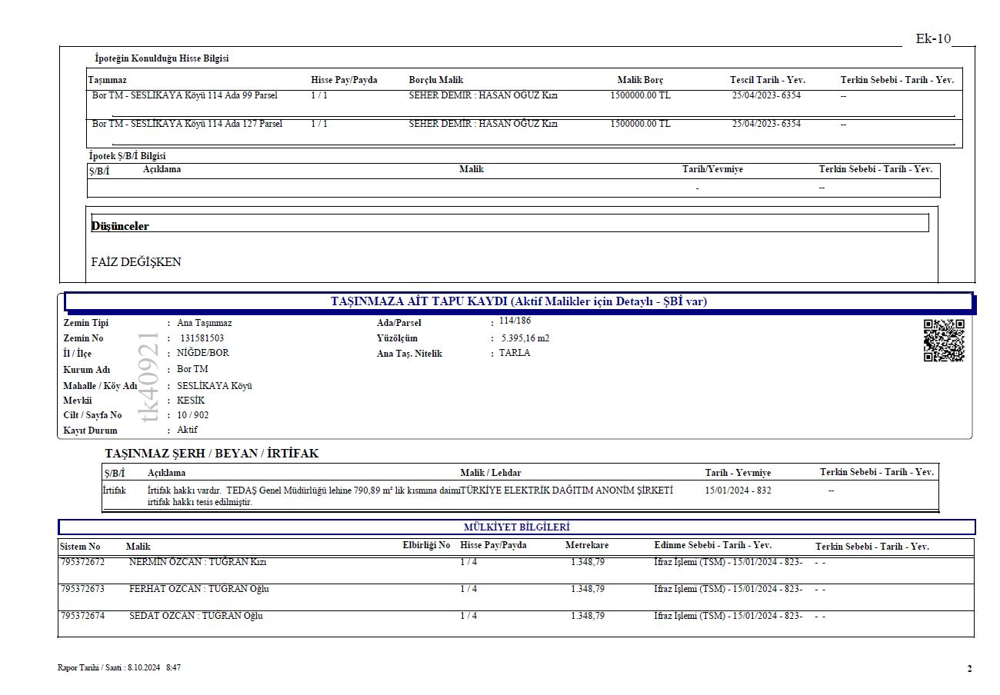 Ek-10
İpoteğin Konulduğu Hisse Bilgisi
Taşınmaz Hisse Pay/Payda Borçlu Malik Malik Borç Tescil Tarih - Yev. Terkin Sebebi - Tarih - Yev.
Bor TM - SESLİKAYA Köyü 114 Ada 99 Parsel 1 / 1 SEHER DEMİR : HASAN OĞUZ Kızı 1500000.00 TL 25/04/2023- 6354 --
Bor TM - SESLİKAYA Köyü 114 Ada 127 Parsel 1 / 1 SEHER DEMİR : HASAN OĞUZ Kızı 1500000.00 TL 25/04/2023- 6354 --
İpotek Ş/B/İ Bilgisi
Ş/B/İ Açıklama Malik Tarih/Yevmiye Terkin Sebebi - Tarih - Yev.
- --
Düşünceler
FAİZ DEĞİŞKEN
TAŞINMAZA AİT TAPU KAYDI (Aktif Malikler için Detaylı - ŞBİ var)
Zemin Tipi : Ana Taşınmaz Ada/Parsel : 114/186
Zemin No : 131581503 Yüzölçüm : 5.395,16 m2
İl / İlçe : NİĞDE/BOR Ana Taş. Nitelik : TARLA
Kurum Adı : Bor TM
Mahalle / Köy Adı : SESLİKAYA Köyü
Mevkii : KESİK
Cilt / Sayfa No : 10 / 902
Kayıt Durum : Aktif
tk40921
TAŞINMAZ ŞERH / BEYAN / İRTİFAK
Ş/B/İ Açıklama Malik / Lehdar Tarih - Yevmiye Terkin Sebebi - Tarih - Yev.
İrtifak İrtifak hakkı vardır. TEDAŞ Genel Müdürlüğü lehine 790,89 m² lik kısmına daimi TÜRKİYE ELEKTRİK DAĞITIM ANONİM ŞİRKETİ 15/01/2024 - 832 --
irtifak hakkı tesis edilmiştir.
MÜLKİYET BİLGİLERİ
Sistem No Malik Elbirliği No Hisse Pay/Payda Metrekare Edinme Sebebi - Tarih - Yev. Terkin Sebebi - Tarih - Yev.
795372672 NERMİN ÖZCAN : TUĞRAN Kızı 1 / 4 1.348,79 İfraz İşlemi (TSM) - 15/01/2024 - 823- - -
795372673 FERHAT ÖZCAN : TUĞRAN Oğlu 1 / 4 1.348,79 İfraz İşlemi (TSM) - 15/01/2024 - 823- - -
795372674 SEDAT ÖZCAN : TUĞRAN Oğlu 1 / 4 1.348,79 İfraz İşlemi (TSM) - 15/01/2024 - 823- - -
Rapor Tarihi / Saati : 8.10.2024 8:47
2